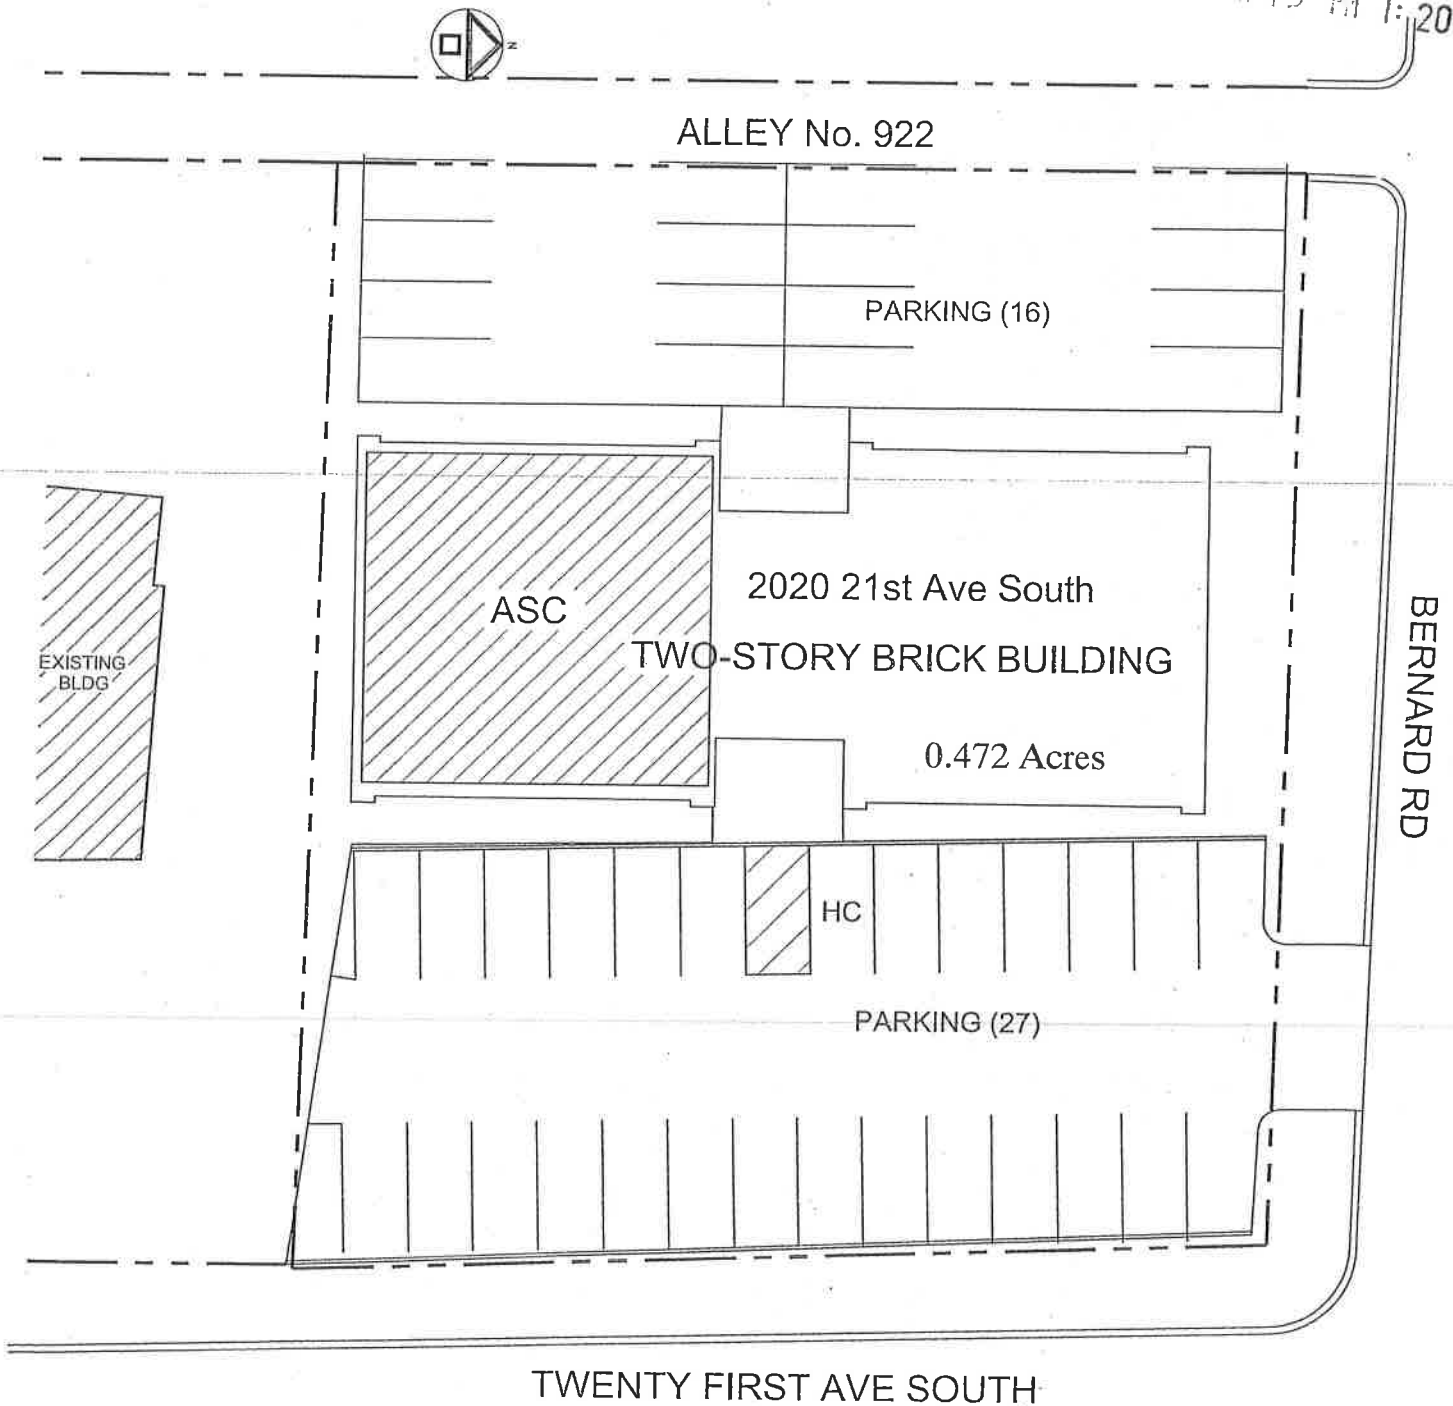 1: 20
N
ALLEY No. 922
PARKING (16)
ASC
2020 21st Ave South
TWO-STORY BRICK BUILDING
0.472 Acres
EXISTING
BLDG
BERNARD RD
HC
PARKING (27)
TWENTY FIRST AVE SOUTH